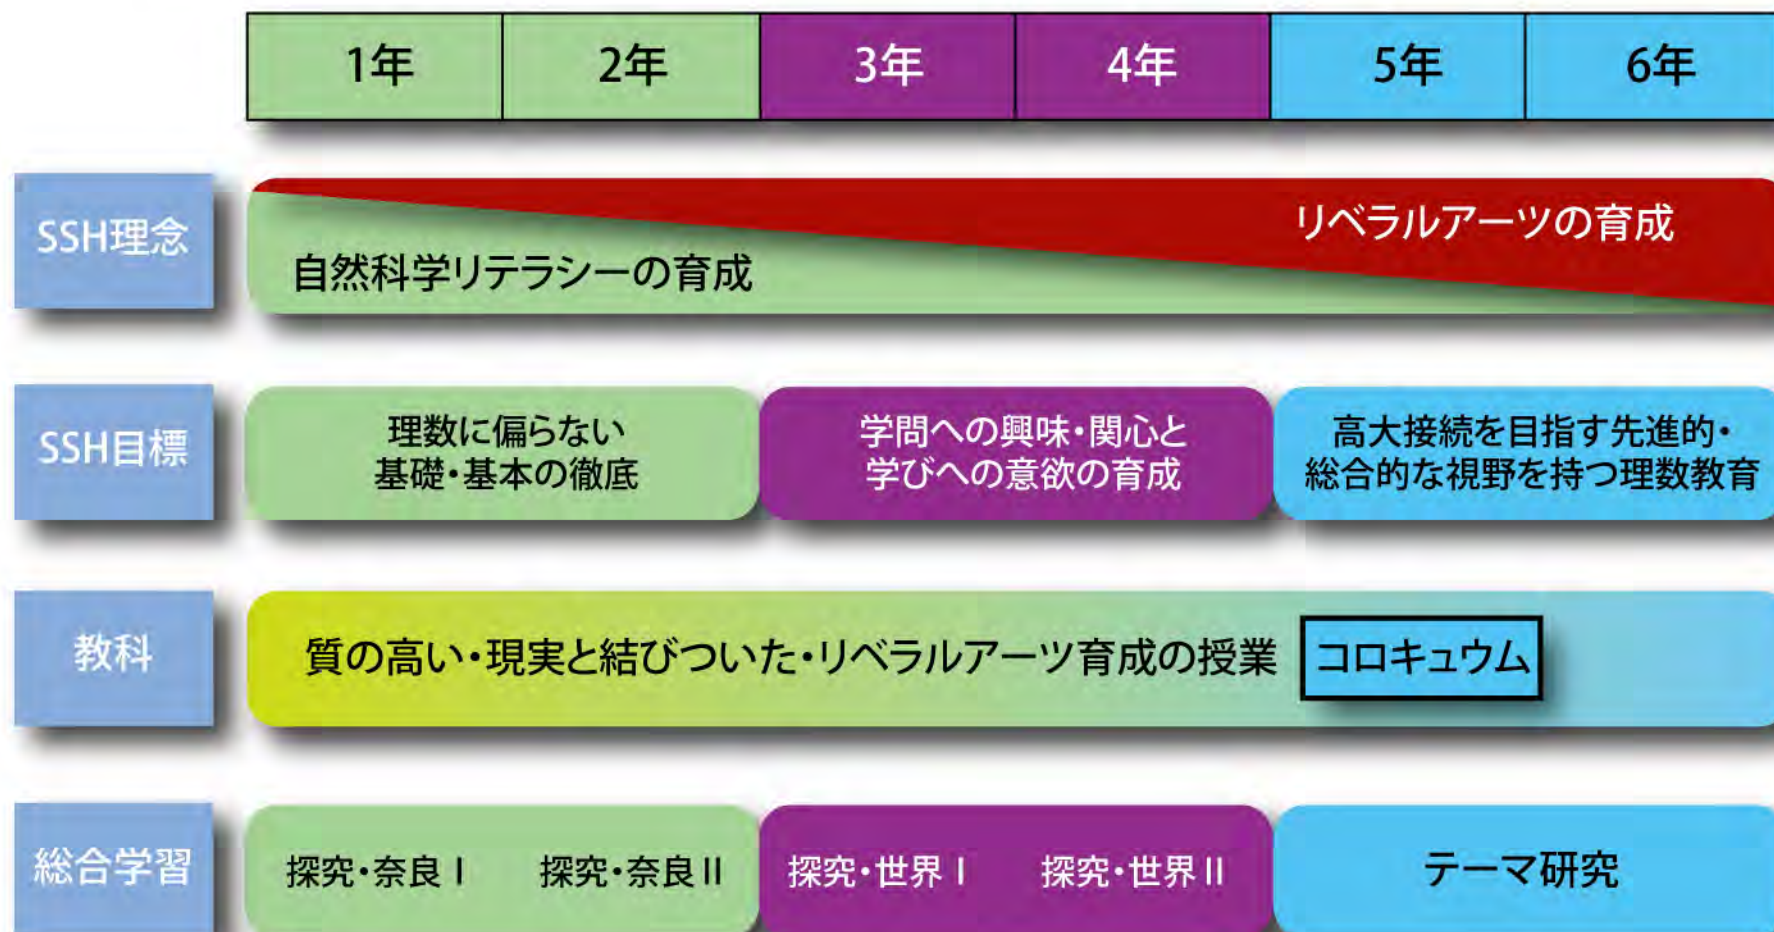 1年 2年 3年 4年 5年 6年
SSH理念
リベラルアーツの育成
自然科学リテラシーの育成
SSH目標
理数に偏らない
基礎・基本の徹底
学問への興味・関心と
学びへの意欲の育成
高大接続を目指す先進的・
総合的な視野を持つ理数教育
教科
質の高い・現実と結びついた・リベラルアーツ育成の授業 コロキュウム
総合学習
探究・奈良Ⅰ 探究・奈良Ⅱ 探究・世界Ⅰ 探究・世界Ⅱ テーマ研究